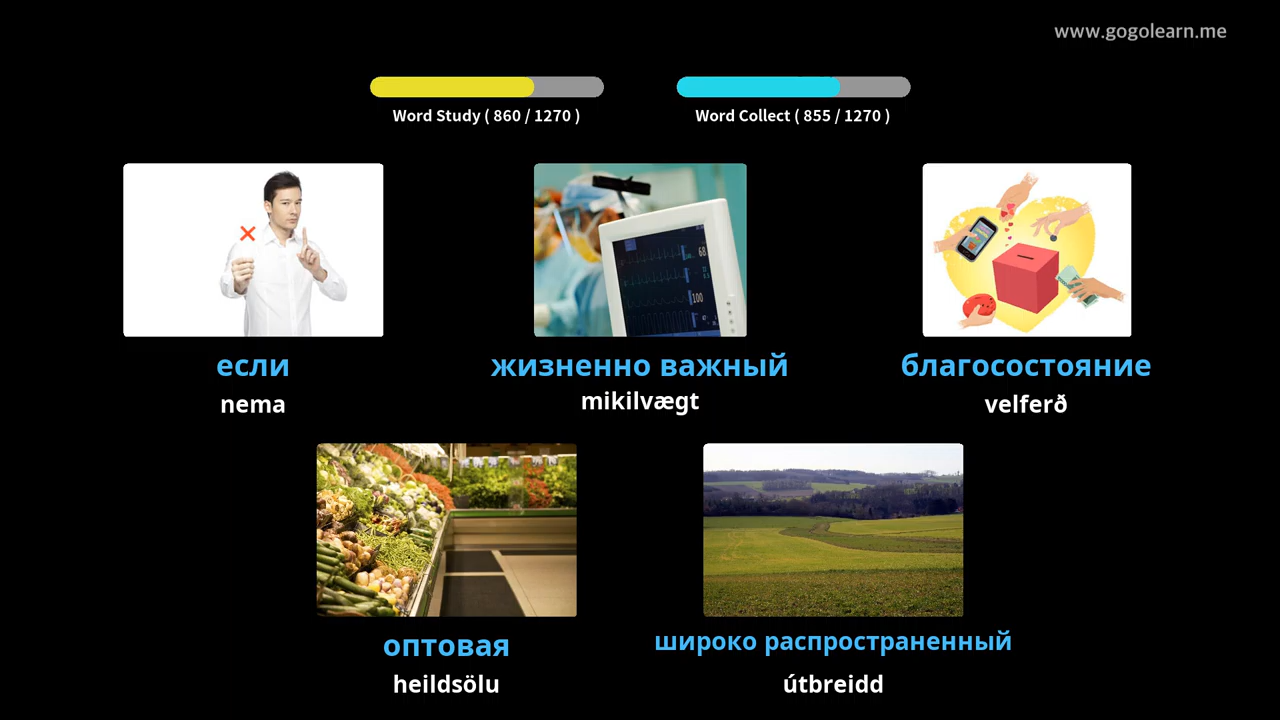 www.gogolearn.me
Word Study ( 860 / 1270 )
Word Collect ( 855 / 1270 )
если
nema
жизненно важный
mikilvægt
благосостояние
velferð
оптовая
heildsölu
широко распространенный
útbreidd